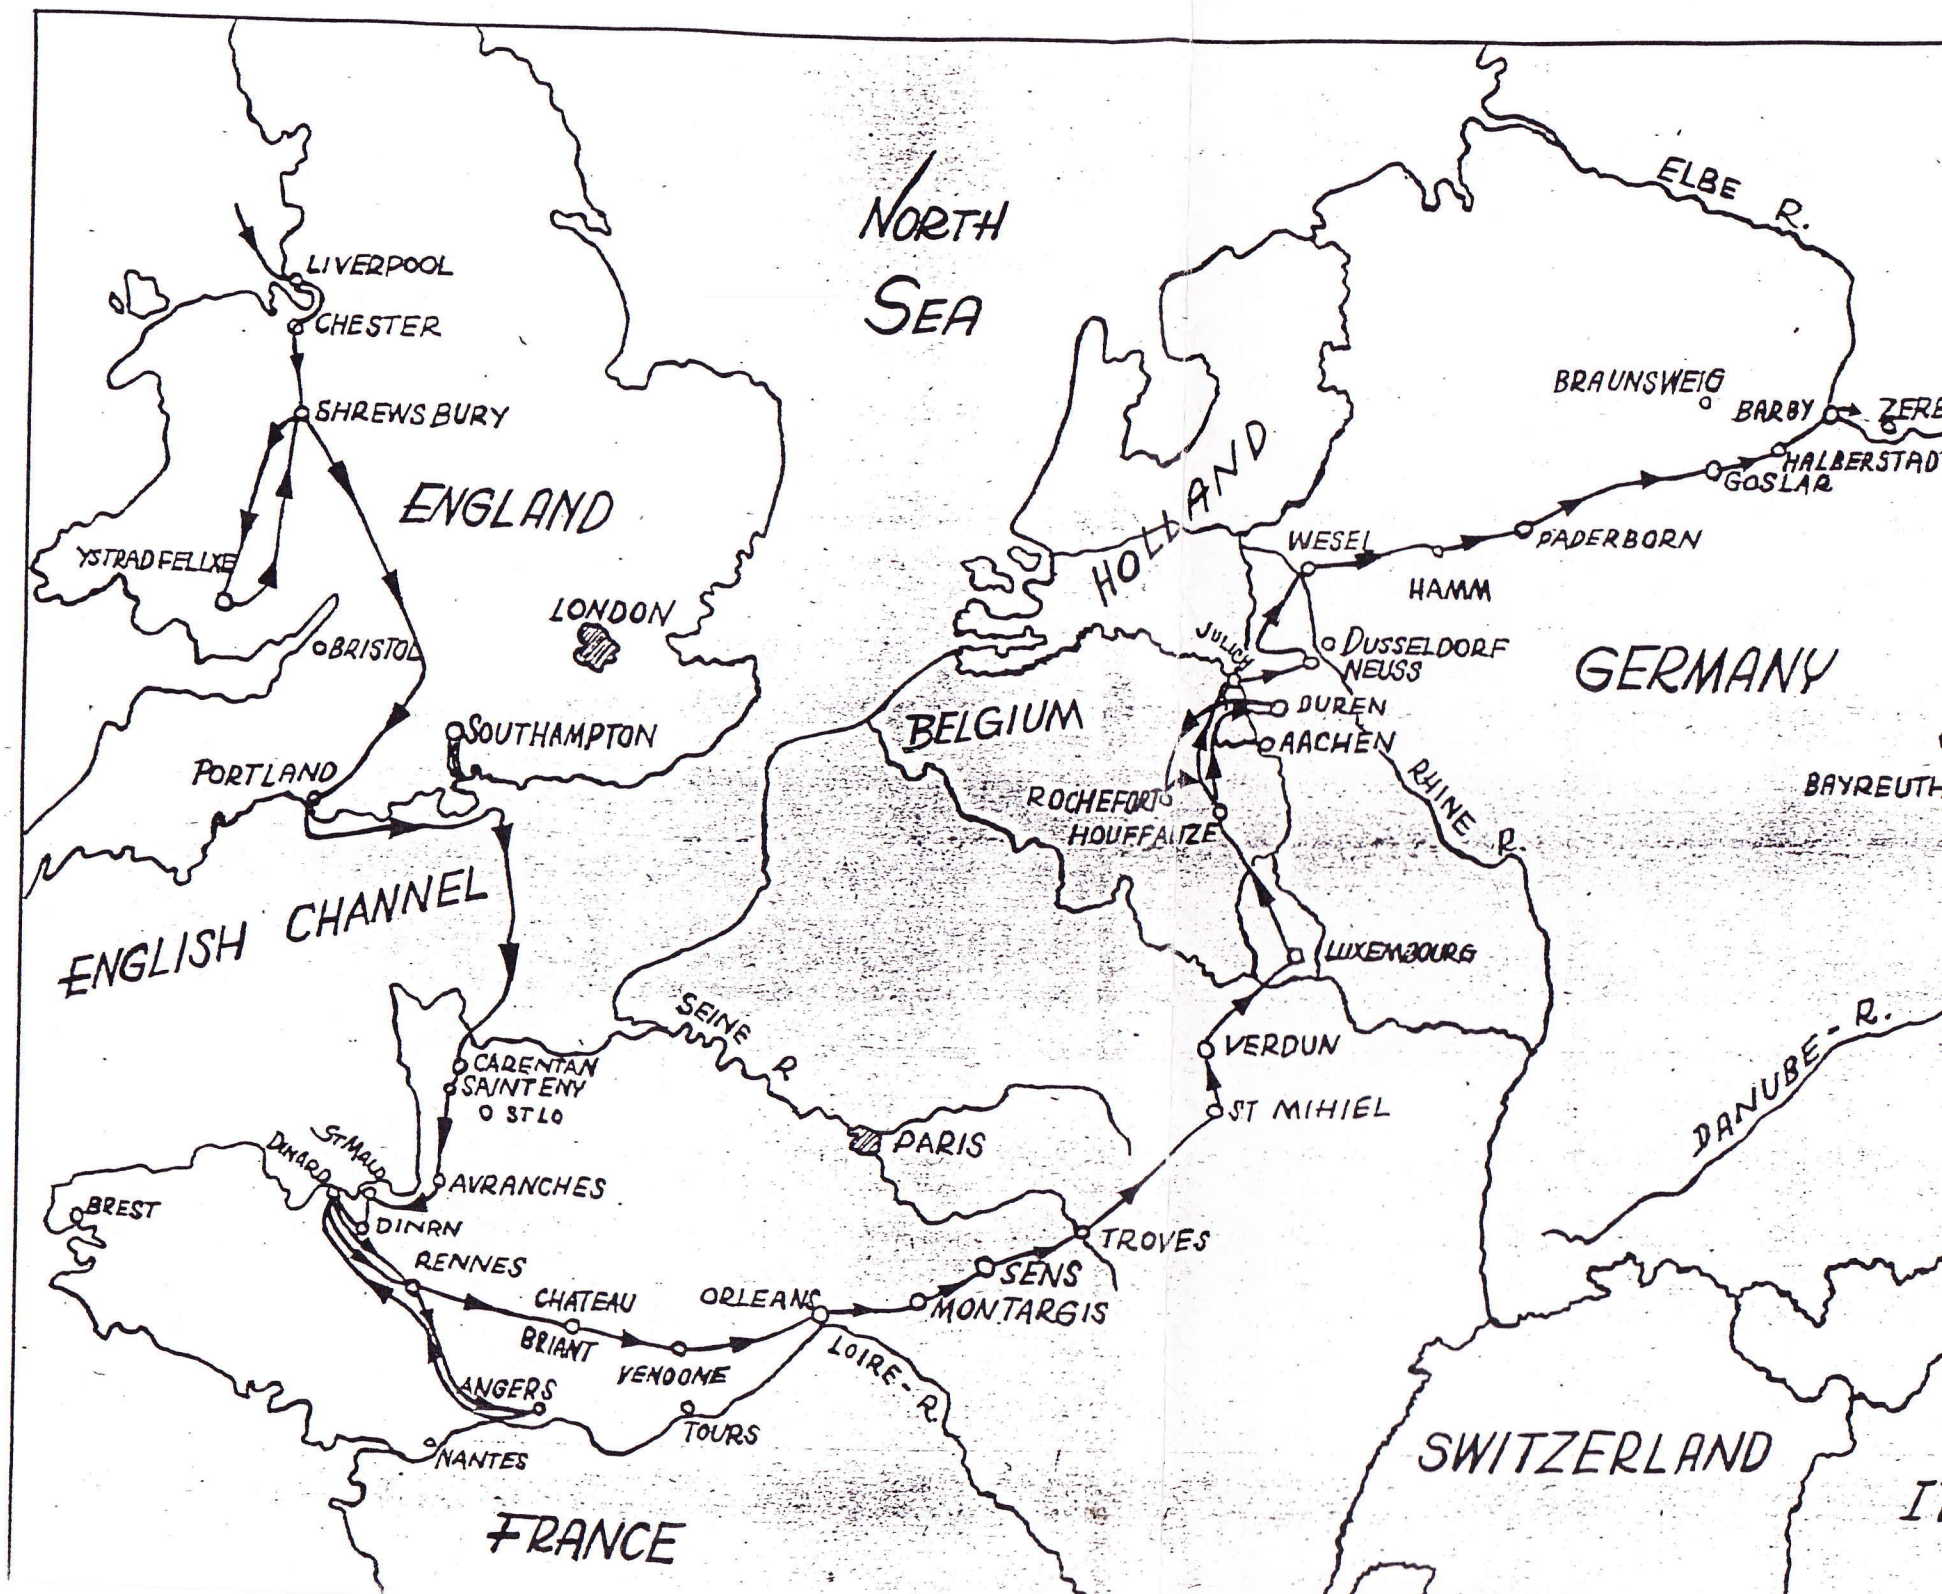 NORTH
SEA
ELBE R.
LIVERPOOL
CHESTER
SHREWSBURY
ENGLAND
YSTRADFELLXE
LONDON
BRISTOL
SOUTHAMPTON
PORTLAND
ENGLISH CHANNEL
HOLLAND
BRAUNSWEIG
BARBY
ZERB
HALBERSTADT
GOSLAR
PADERBORN
WESEL
HAMM
JULICH
DUSSELDORF
NEUSS
GERMANY
DUREN
AACHEN
BELGIUM
RHINE R.
BAYREUTH
ROCHEFORT
HOUFFALIZE
LUXEMBOURG
SEINE R
CARENTAN
SAINTENY
ST LO
VERDUN
ST MIHIEL
DANUBE-R.
PARIS
ST MALO
DINARD
AVRANCHES
BREST
DINAN
RENNES
TROYES
SENS
CHATEAU
BRIANT
ORLEANS
MONTARGIS
VENDOME
LOIRE-R.
ANGERS
TOURS
NANTES
SWITZERLAND
FRANCE